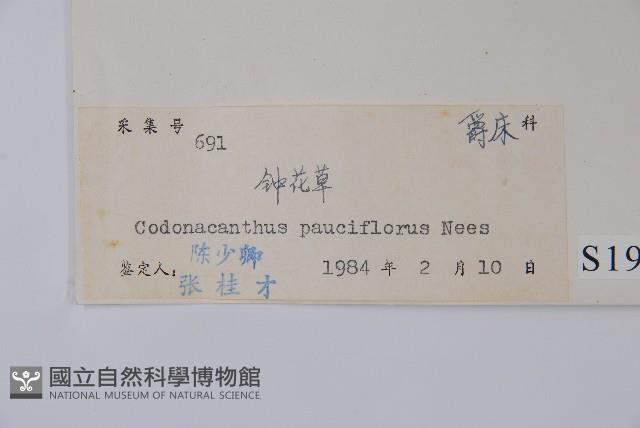 采集号 691 爵床科
钟花草
Codonacanthus pauciflorus Nees
陈少卿
鉴定人: 张桂才 1984 年 2 月 10 日
S19
國立自然科學博物館
NATIONAL MUSEUM OF NATURAL SCIENCE